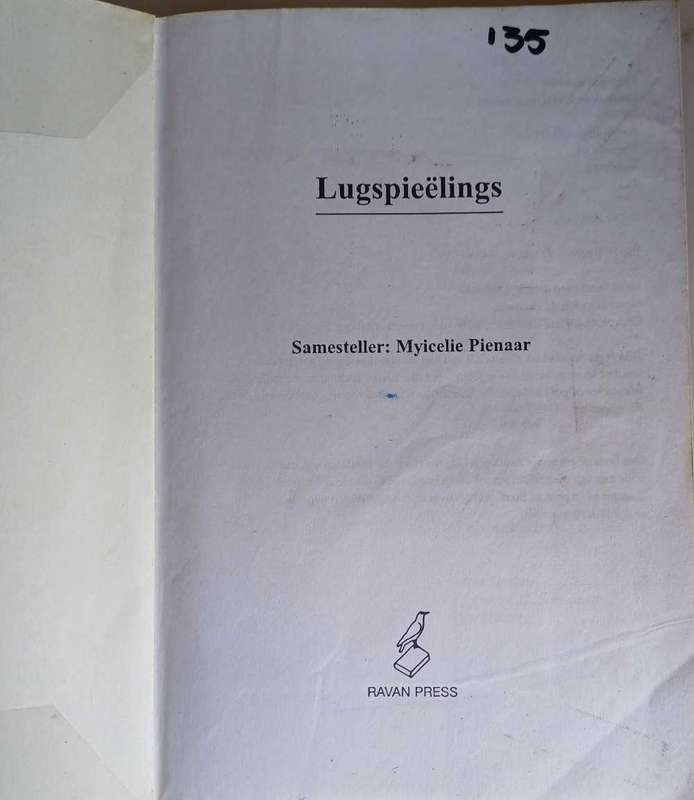 135
Lugspieëlings
Samesteller: Myicelie Pienaar
RAVAN PRESS